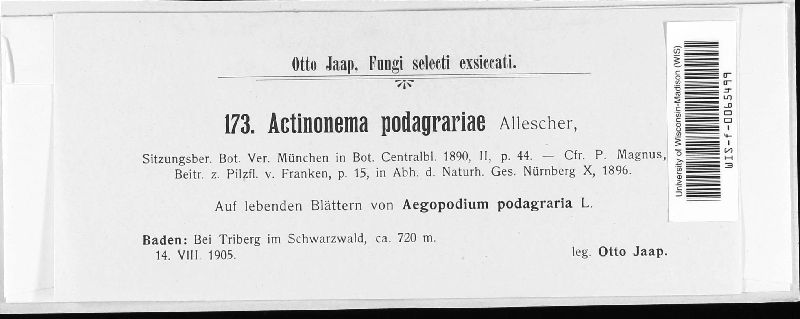 Otto Jaap, Fungi selecti exsiccati.
173. Actinonema podagrariae Allescher,
Sitzungsber. Bot. Ver. München in Bot. Centralbl. 1890, II, p. 44. — Cfr. P. Magnus,
Beitr. z. Pilzfl. v. Franken, p. 15, in Abh. d. Naturh. Ges. Nürnberg X, 1896.
Auf lebenden Blättern von Aegopodium podagraria L.
Baden: Bei Triberg im Schwarzwald, ca. 720 m.
14. VIII. 1905.
leg. Otto Jaap.
University of Wisconsin-Madison (WIS)
WIS-f-0065499